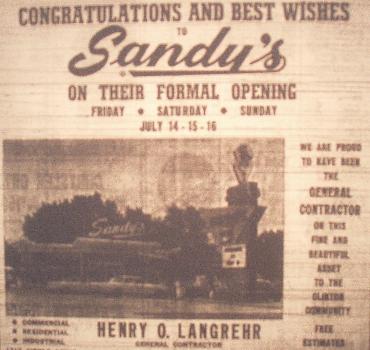 CONGRATULATIONS AND BEST WISHES
TO
Sandy's
ON THEIR FORMAL OPENING
FRIDAY • SATURDAY • SUNDAY
JULY 14-15-16
Sandy's
WE ARE PROUD
TO HAVE BEEN
THE
GENERAL
CONTRACTOR
ON THIS
FINE AND
BEAUTIFUL
ASSET
TO THE
CLINTON
COMMUNITY
FREE
ESTIMATES
• COMMERCIAL
• RESIDENTIAL
• INDUSTRIAL
HENRY O. LANGREHR
GENERAL CONTRACTOR